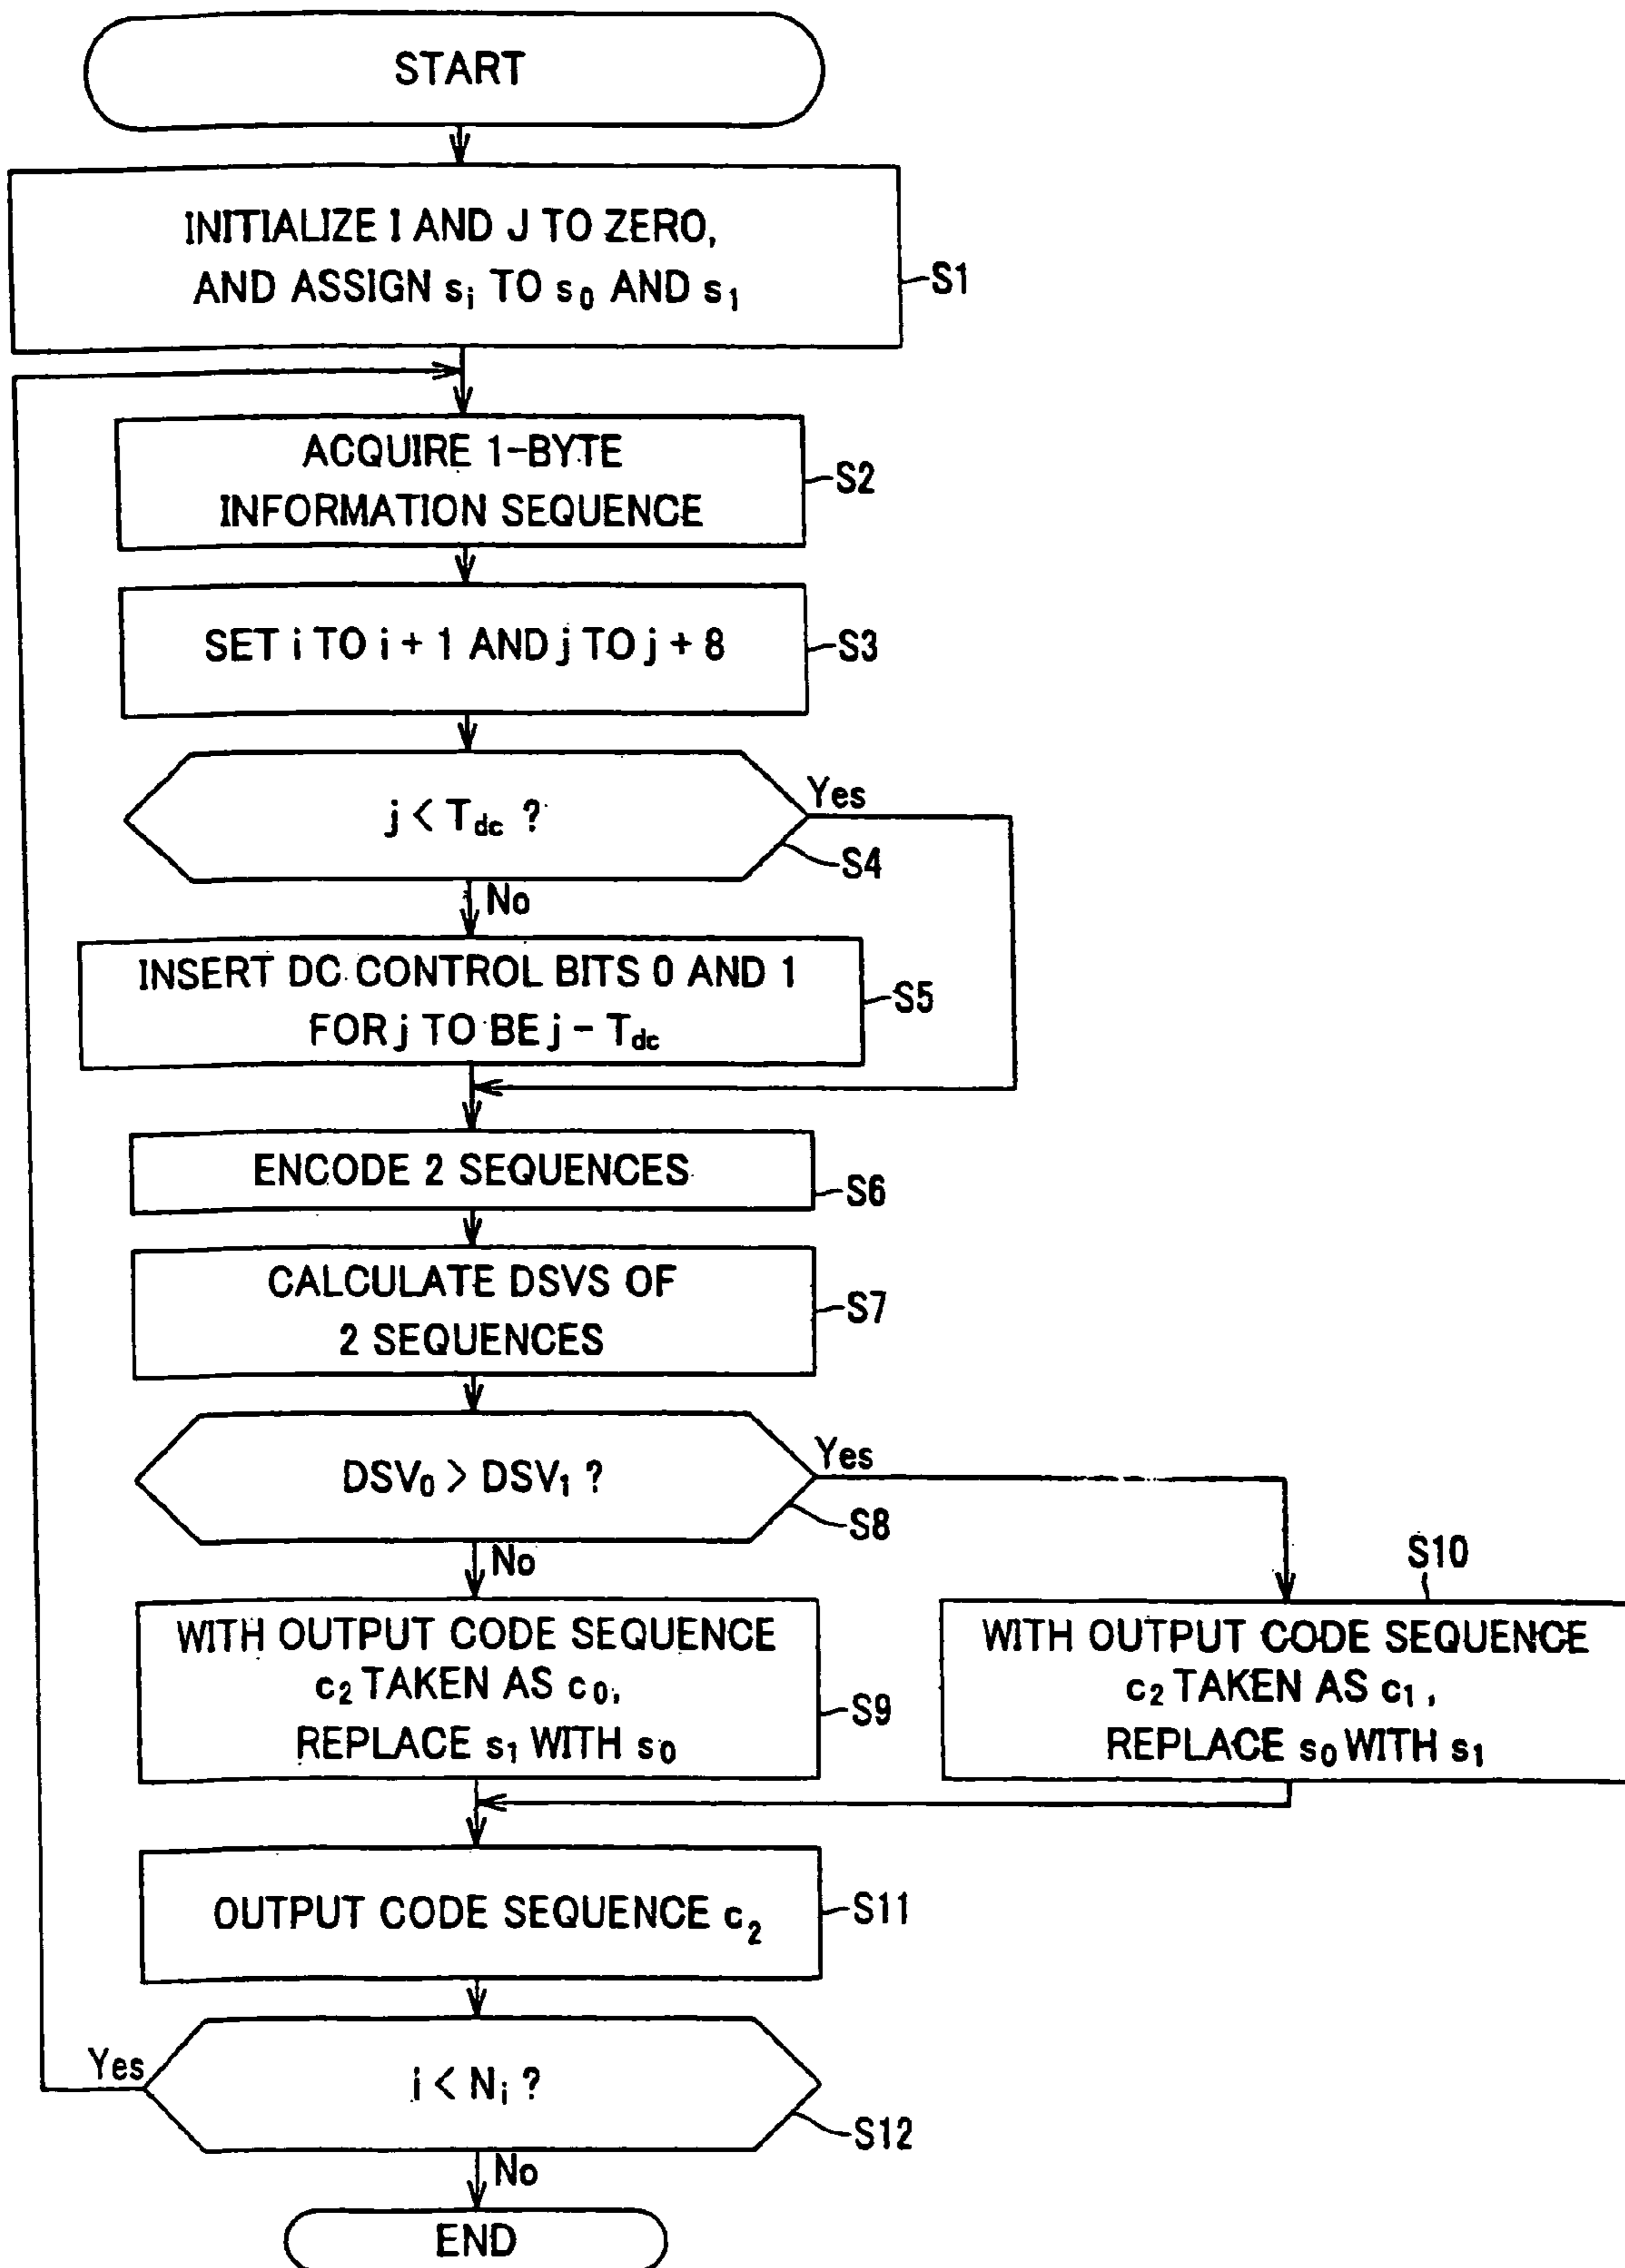 START
INITIALIZE I AND J TO ZERO,
AND ASSIGN si TO s0 AND s1
S1
ACQUIRE 1-BYTE
INFORMATION SEQUENCE
S2
SET i TO i + 1 AND j TO j + 8
S3
j < Tdc ?
Yes
S4
No
INSERT DC CONTROL BITS 0 AND 1
FOR j TO BE j - Tdc
S5
ENCODE 2 SEQUENCES
S6
CALCULATE DSVS OF
2 SEQUENCES
S7
DSV0 > DSV1 ?
Yes
S8
No
WITH OUTPUT CODE SEQUENCE
c2 TAKEN AS c0,
REPLACE s1 WITH s0
S9
S10
WITH OUTPUT CODE SEQUENCE
c2 TAKEN AS c1,
REPLACE s0 WITH s1
OUTPUT CODE SEQUENCE c2
S11
Yes
i < Ni ?
S12
No
END